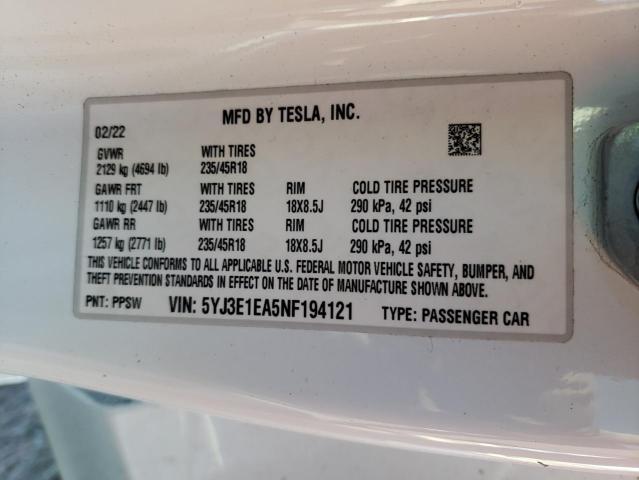 MFD BY TESLA, INC.
02/22
GVWR WITH TIRES
2129 kg (4694 lb) 235/45R18
GAWR FRT WITH TIRES RIM COLD TIRE PRESSURE
1110 kg (2447 lb) 235/45R18 18X8.5J 290 kPa, 42 psi
GAWR RR WITH TIRES RIM COLD TIRE PRESSURE
1257 kg (2771 lb) 235/45R18 18X8.5J 290 kPa, 42 psi
THIS VEHICLE CONFORMS TO ALL APPLICABLE U.S. FEDERAL MOTOR VEHICLE SAFETY, BUMPER, AND
THEFT PREVENTION STANDARDS IN EFFECT ON THE DATE OF MANUFACTURE SHOWN ABOVE.
PNT: PPSW VIN: 5YJ3E1EA5NF194121 TYPE: PASSENGER CAR